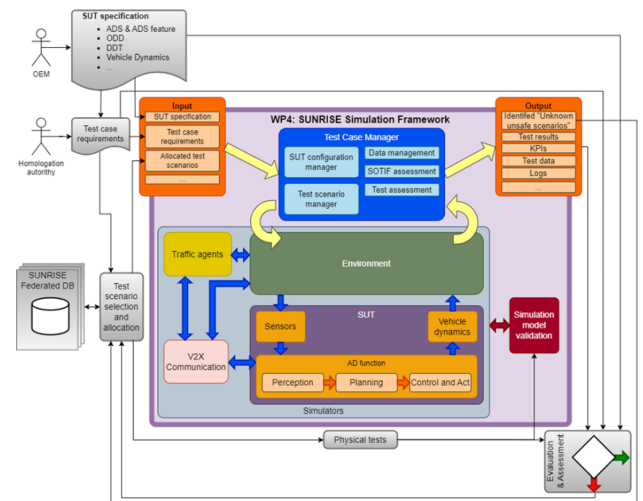 SUT specification
• ADS & ADS feature
• ODD
• DDT
• Vehicle Dynamics
• ...
OEM
Test case
requirements
Homologation
autorithy
SUNRISE
Federated DB
Test
scenario
selection
and
allocation
Input
SUT specification
Test case
requirements
Allocated test
scenarios
...
WP4: SUNRISE Simulation Framework
Test Case Manager
SUT configuration
manager
Test scenario
manager
Data management
SOTIF assessment
Test assessment
Output
Identifed "Unknown
unsafe scenarios"
Test results
KPIs
Test data
Logs
...
Traffic agents
Environment
SUT
Sensors
Vehicle
dynamics
V2X
Communication
AD function
Perception
Planning
Control and Act
Simulators
Simulation
model
validation
Physical tests
Evaluation
& Assessment